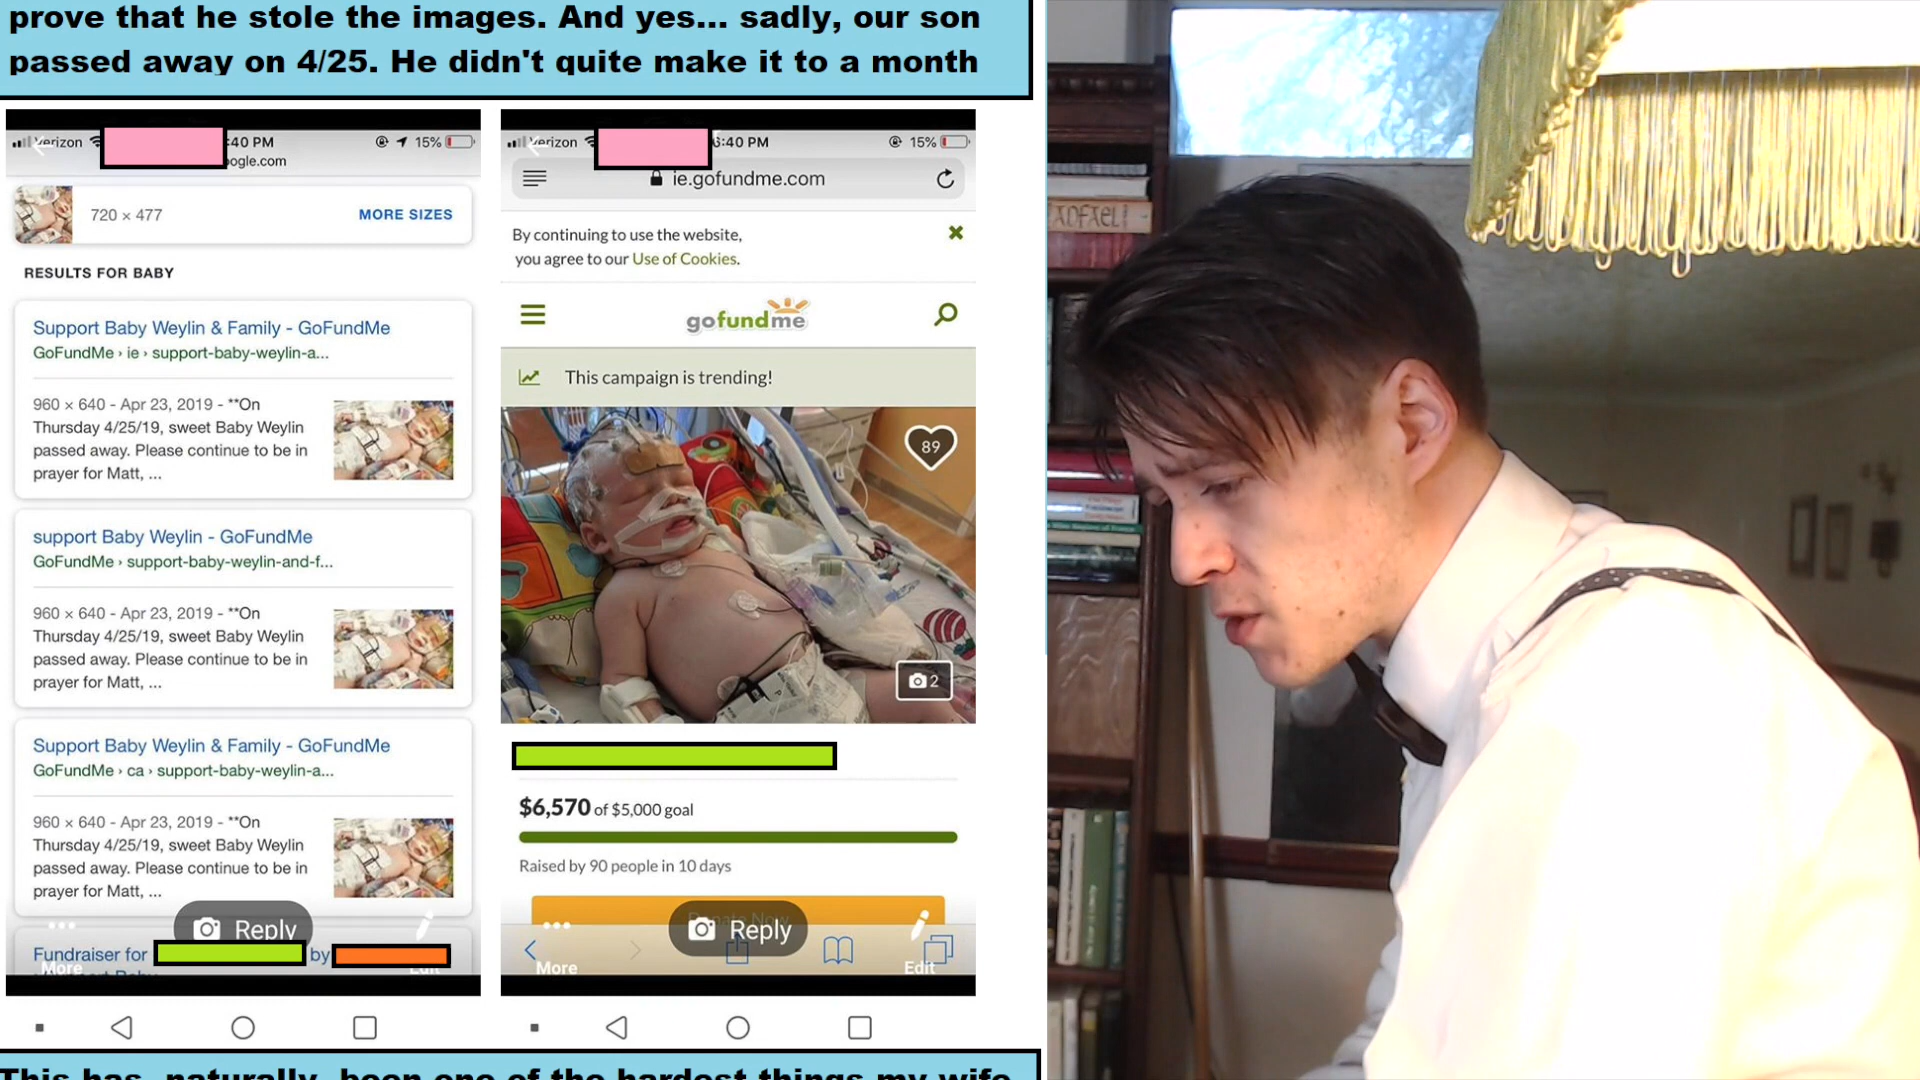 prove that he stole the images. And yes... sadly, our son
passed away on 4/25. He didn't quite make it to a month
verizon
:40 PM
15%
ogle.com
720 × 477
MORE SIZES
RESULTS FOR BABY
Support Baby Weylin & Family - GoFundMe
GoFundMe › ie › support-baby-weylin-a...
960 × 640 - Apr 23, 2019 - **On
Thursday 4/25/19, sweet Baby Weylin
passed away. Please continue to be in
prayer for Matt, ...
support Baby Weylin - GoFundMe
GoFundMe › support-baby-weylin-and-f...
960 × 640 - Apr 23, 2019 - **On
Thursday 4/25/19, sweet Baby Weylin
passed away. Please continue to be in
prayer for Matt, ...
Support Baby Weylin & Family - GoFundMe
GoFundMe › ca › support-baby-weylin-a...
960 × 640 - Apr 23, 2019 - **On
Thursday 4/25/19, sweet Baby Weylin
passed away. Please continue to be in
prayer for Matt, ...
Reply
Fundraiser for
by
More
Edit
verizon
6:40 PM
15%
ie.gofundme.com
By continuing to use the website,
you agree to our Use of Cookies.
gofundme
This campaign is trending!
89
2
$6,570 of $5,000 goal
Raised by 90 people in 10 days
Donate Now
Reply
More
Edit
This has, naturally, been one of the hardest things my wife